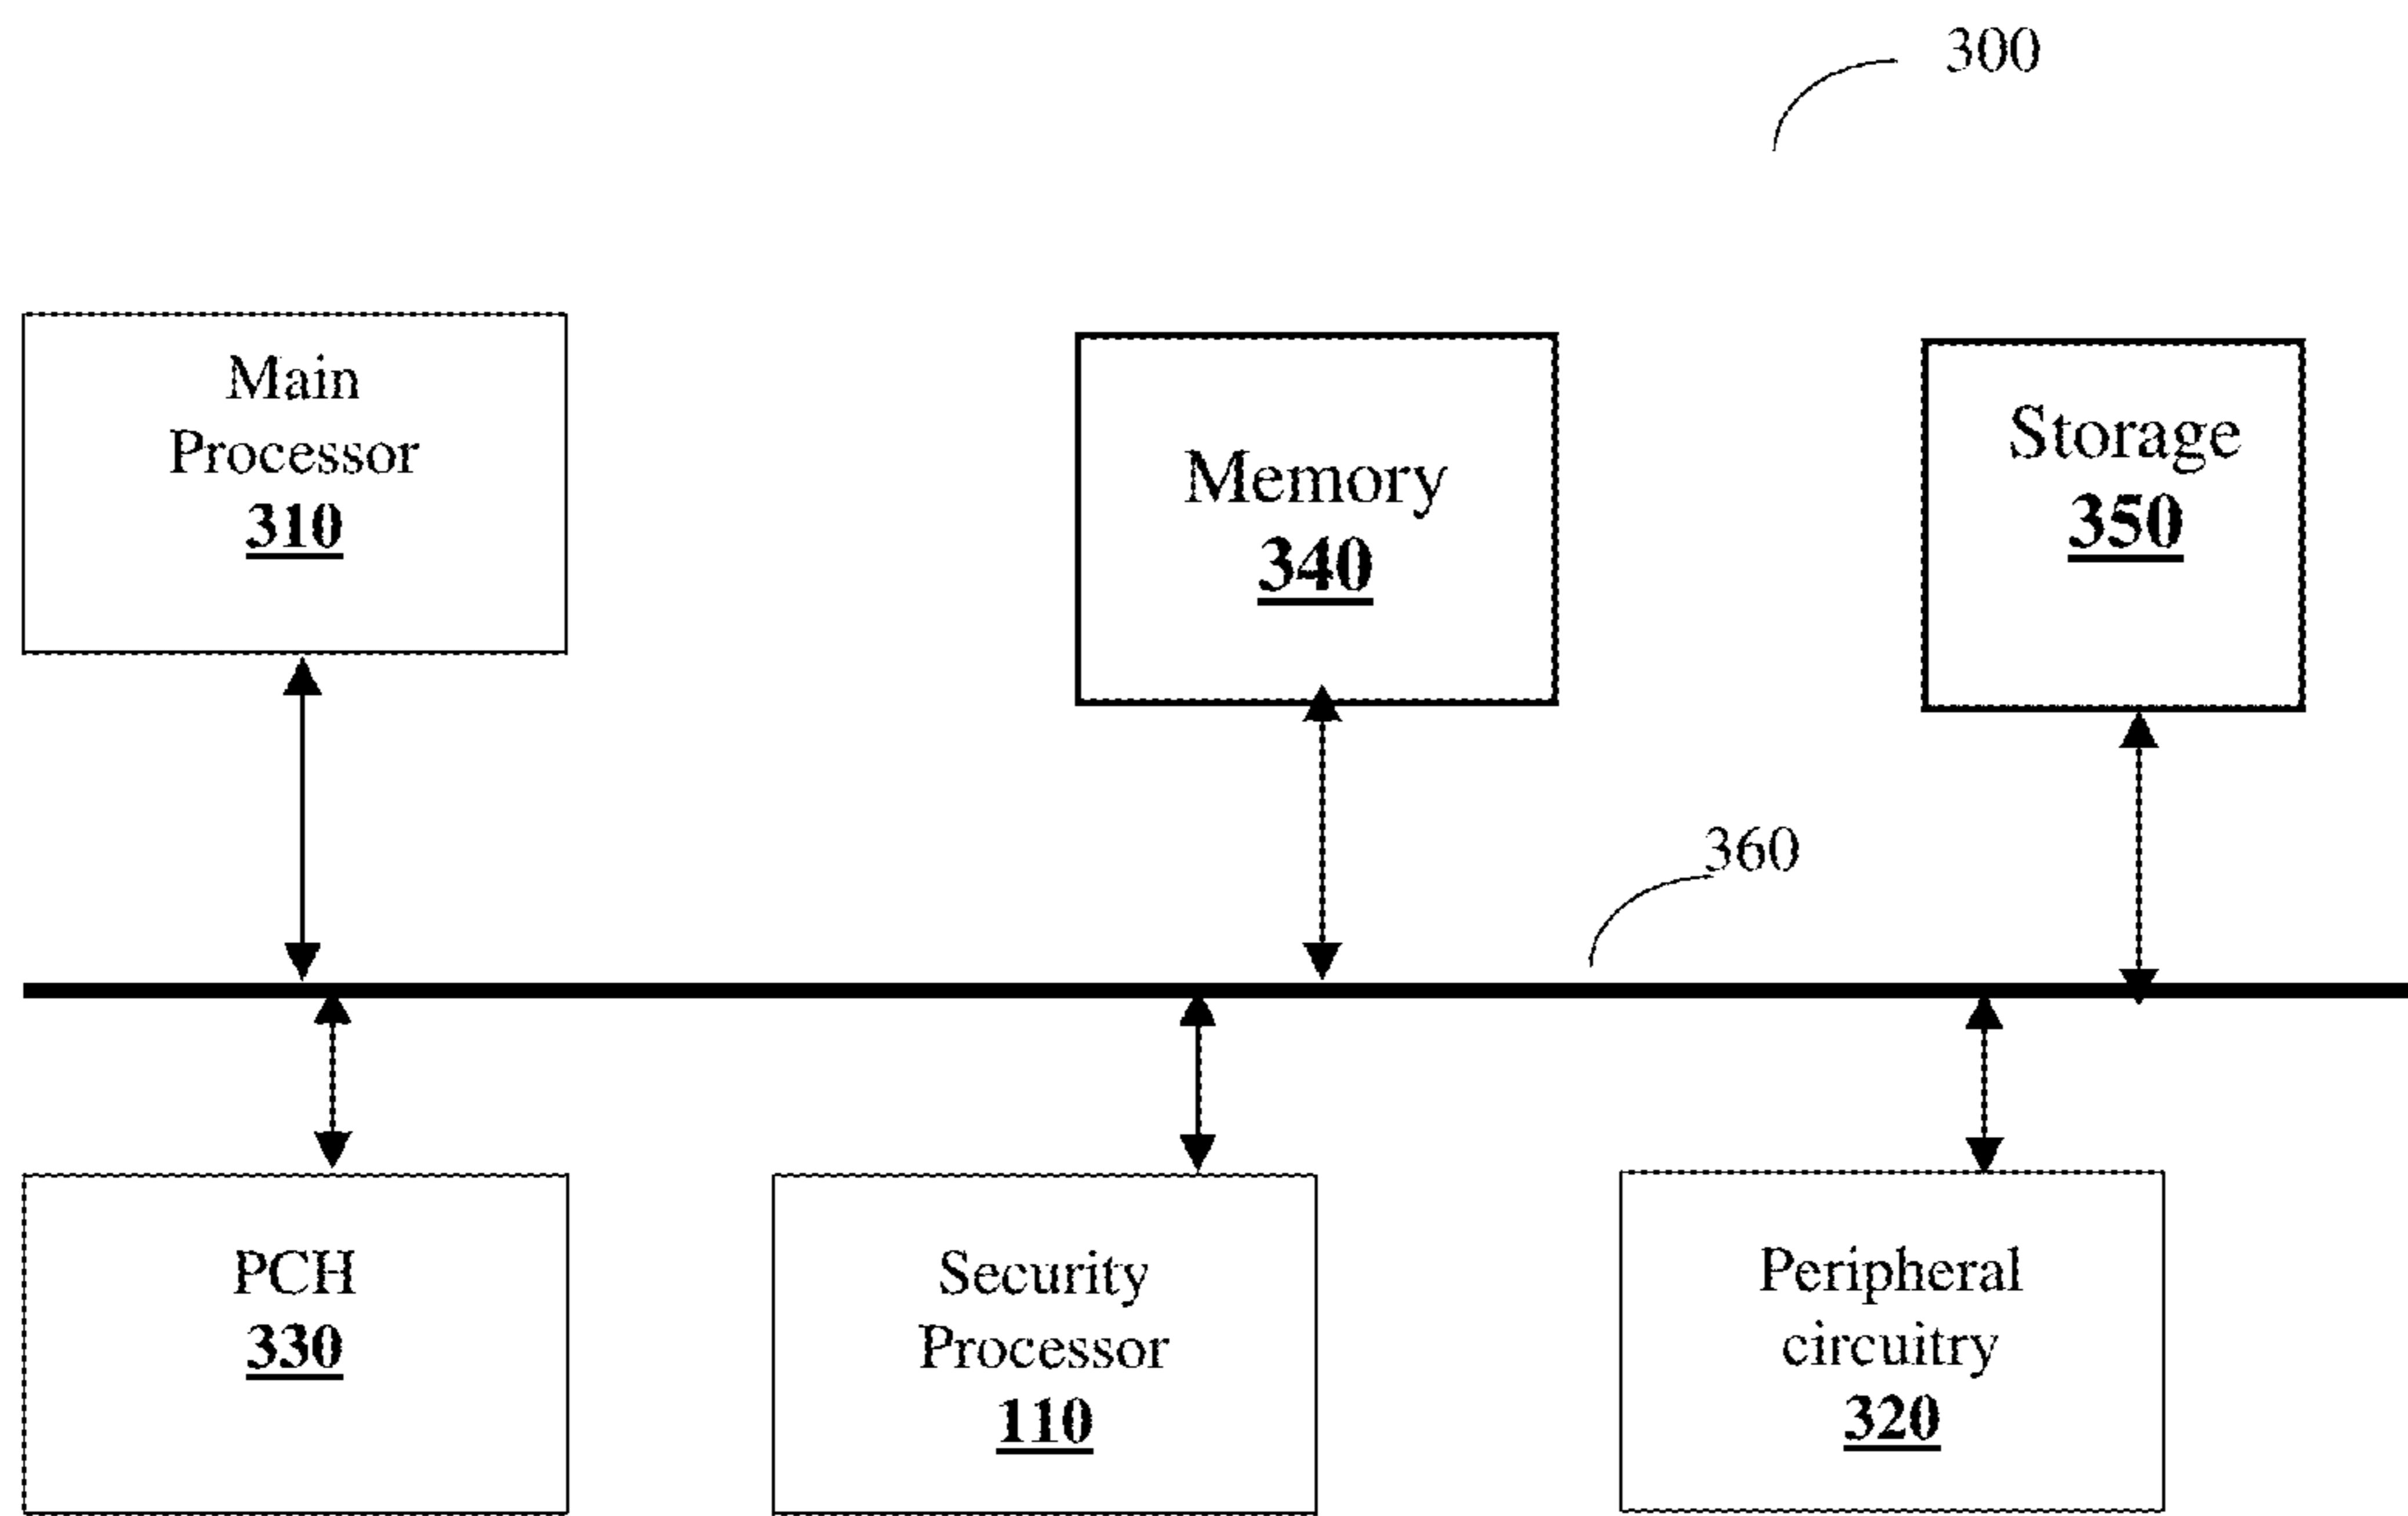 300
Main
Processor
310
Memory
340
Storage
350
360
PCH
330
Security
Processor
110
Peripheral
circuitry
320